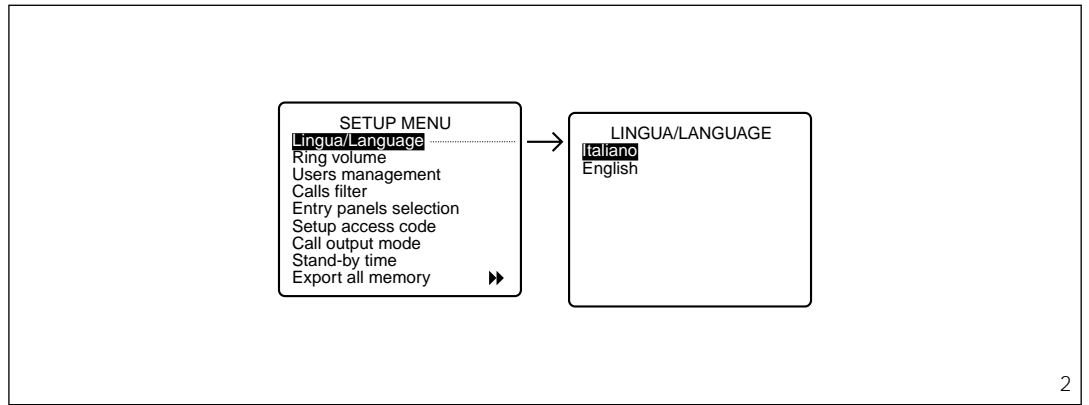 SETUP MENU
Lingua/Language
Ring volume
Users management
Calls filter
Entry panels selection
Setup access code
Call output mode
Stand-by time
Export all memory
LINGUA/LANGUAGE
Italiano
English
2